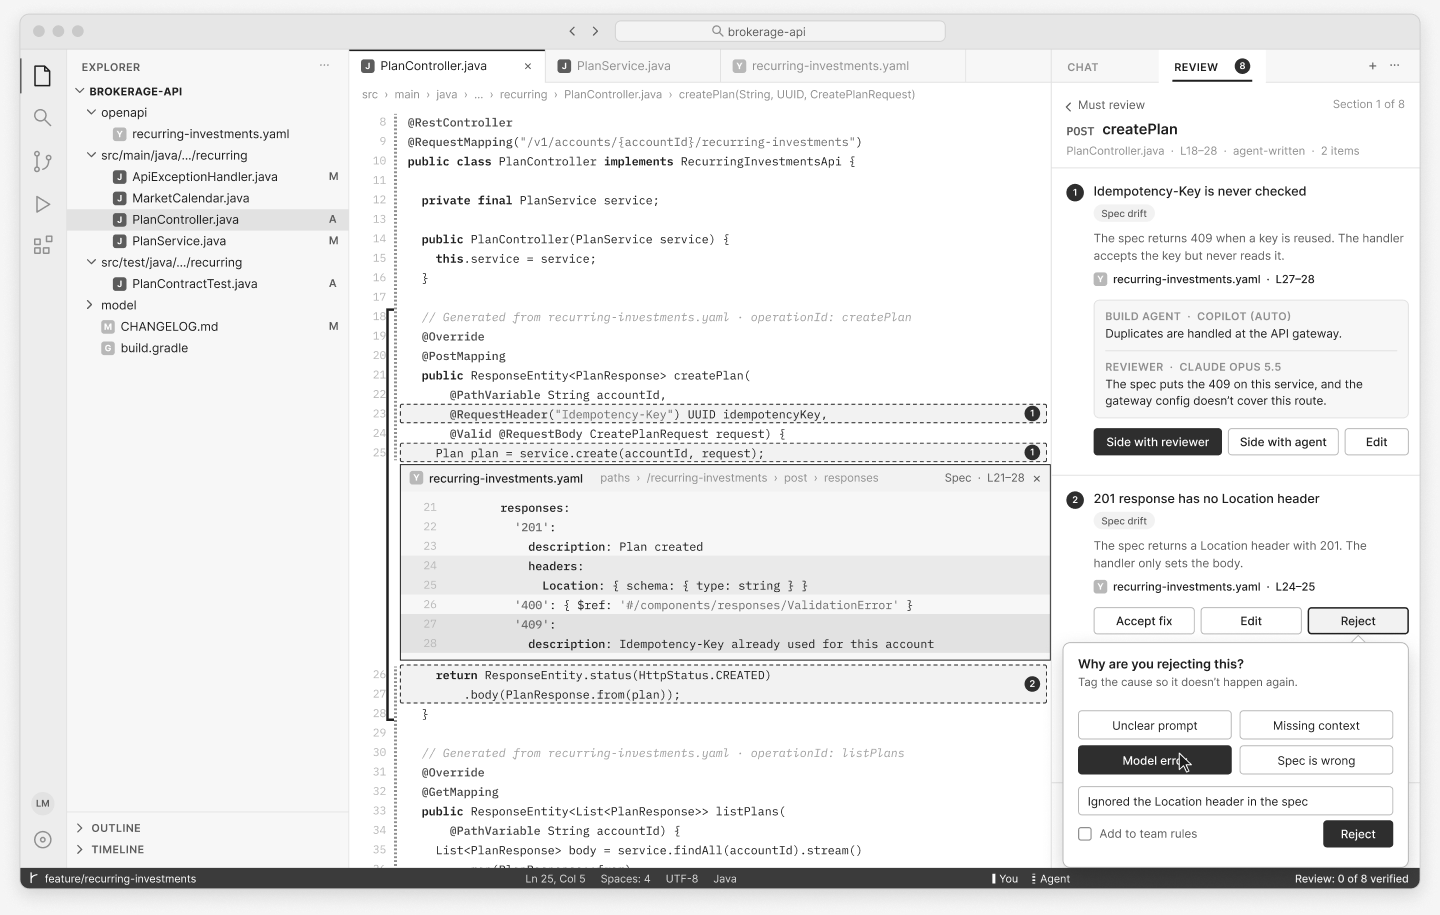 brokerage-api
EXPLORER
BROKERAGE-API
openapi
Y recurring-investments.yaml
src/main/java/.../recurring
J ApiExceptionHandler.java M
J MarketCalendar.java
J PlanController.java A
J PlanService.java M
src/test/java/.../recurring
J PlanContractTest.java A
model
M CHANGELOG.md M
G build.gradle
LM
OUTLINE
TIMELINE
J PlanController.java ×
J PlanService.java
Y recurring-investments.yaml
src › main › java › ... › recurring › PlanController.java › createPlan(String, UUID, CreatePlanRequest)
8 @RestController
9 @RequestMapping("/v1/accounts/{accountId}/recurring-investments")
10 public class PlanController implements RecurringInvestmentsApi {
11
12 private final PlanService service;
13
14 public PlanController(PlanService service) {
15 this.service = service;
16 }
17
18 // Generated from recurring-investments.yaml · operationId: createPlan
19 @Override
20 @PostMapping
21 public ResponseEntity<PlanResponse> createPlan(
22 @PathVariable String accountId,
23 @RequestHeader("Idempotency-Key") UUID idempotencyKey, 1
24 @Valid @RequestBody CreatePlanRequest request) {
25 Plan plan = service.create(accountId, request); 1
Y recurring-investments.yaml paths › /recurring-investments › post › responses Spec · L21–28 ×
21 responses:
22 '201':
23 description: Plan created
24 headers:
25 Location: { schema: { type: string } }
26 '400': { $ref: '#/components/responses/ValidationError' }
27 '409':
28 description: Idempotency-Key already used for this account
26 return ResponseEntity.status(HttpStatus.CREATED)
27 .body(PlanResponse.from(plan)); 2
28 }
29
30 // Generated from recurring-investments.yaml · operationId: listPlans
31 @Override
32 @GetMapping
33 public ResponseEntity<List<PlanResponse>> listPlans(
34 @PathVariable String accountId) {
35 List<PlanResponse> body = service.findAll(accountId).stream()
CHAT
REVIEW 8
Must review Section 1 of 8
POST createPlan
PlanController.java · L18–28 · agent-written · 2 items
1 Idempotency-Key is never checked
Spec drift
The spec returns 409 when a key is reused. The handler
accepts the key but never reads it.
Y recurring-investments.yaml · L27–28
BUILD AGENT · COPILOT (AUTO)
Duplicates are handled at the API gateway.
REVIEWER · CLAUDE OPUS 5.5
The spec puts the 409 on this service, and the
gateway config doesn't cover this route.
Side with reviewer
Side with agent
Edit
2 201 response has no Location header
Spec drift
The spec returns a Location header with 201. The
handler only sets the body.
Y recurring-investments.yaml · L24–25
Accept fix
Edit
Reject
Why are you rejecting this?
Tag the cause so it doesn't happen again.
Unclear prompt
Missing context
Model error
Spec is wrong
Ignored the Location header in the spec
Add to team rules
Reject
feature/recurring-investments
Ln 25, Col 5
Spaces: 4
UTF-8
Java
You
Agent
Review: 0 of 8 verified